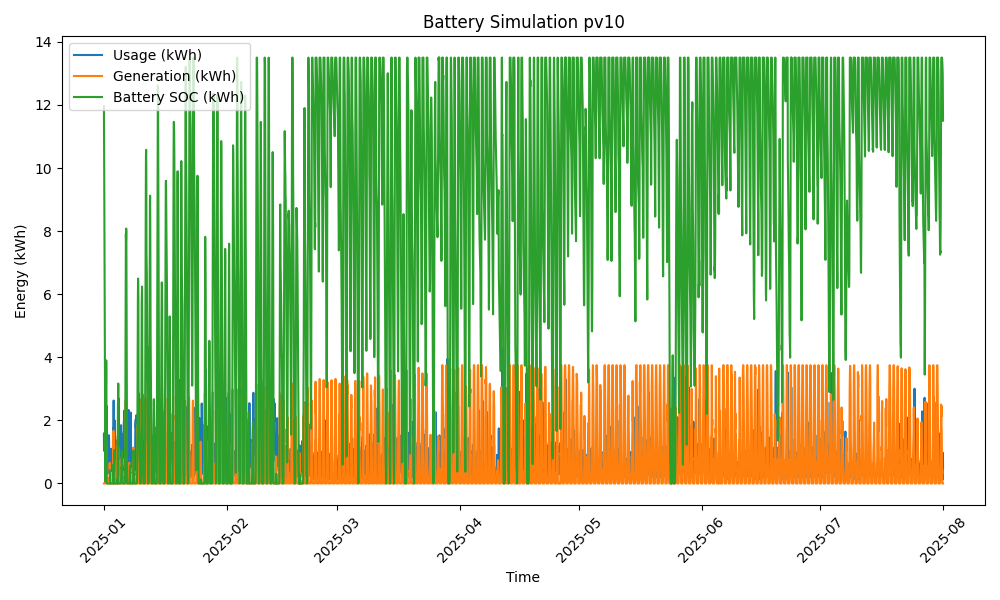 Battery Simulation pv10
Usage (kWh)
Generation (kWh)
Battery SOC (kWh)
Energy (kWh)
14
12
10
8
6
4
2
0
2025-01
2025-02
2025-03
2025-04
2025-05
2025-06
2025-07
2025-08
Time